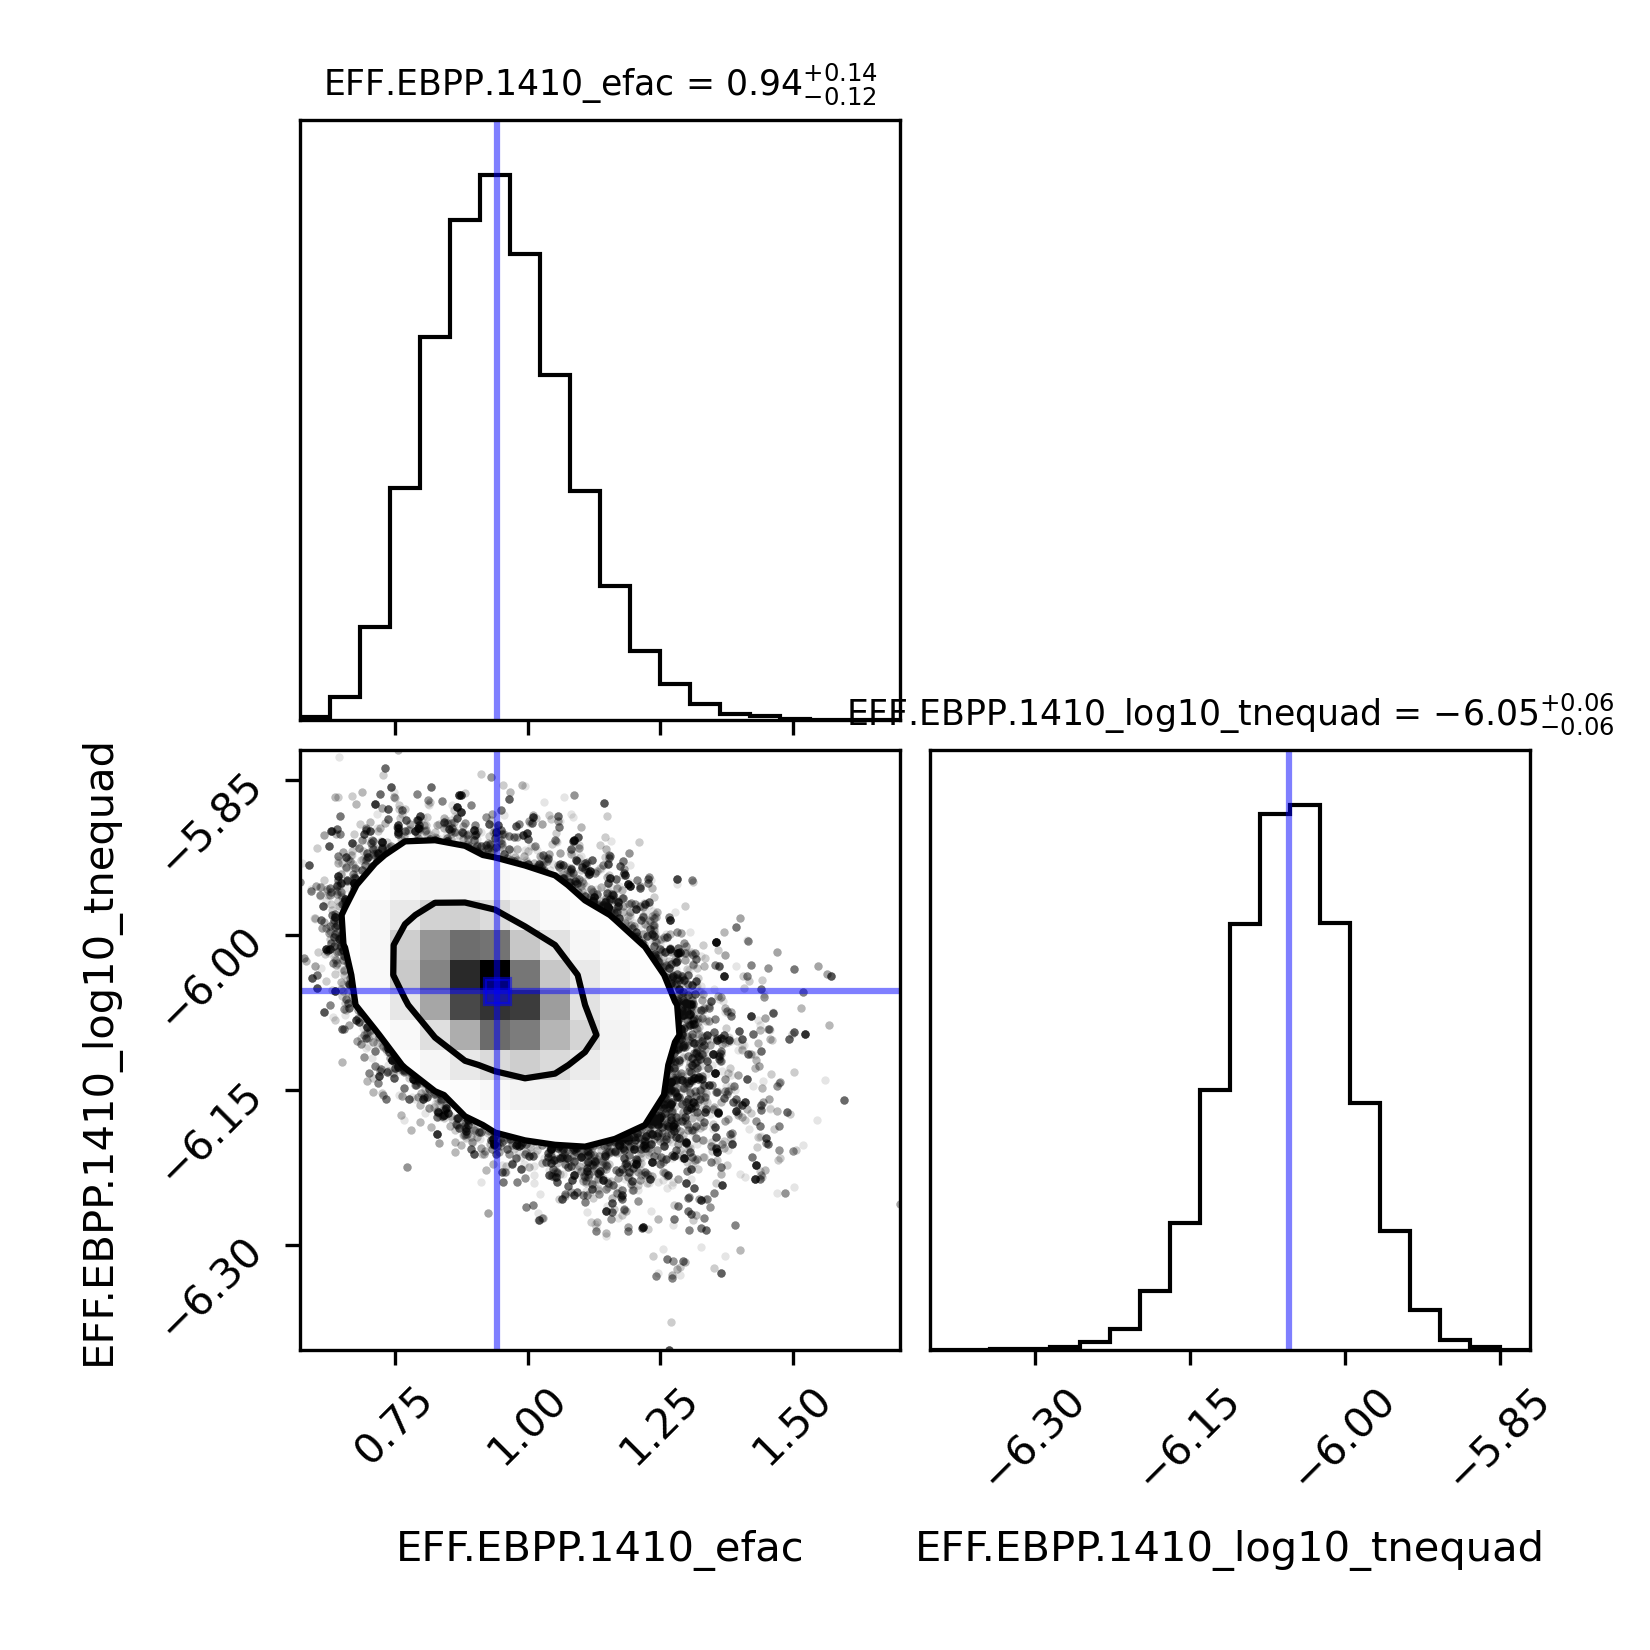 EFF.EBPP.1410_efac = 0.94+0.14 −0.12
EFF.EBPP.1410_log10_tnequad = −6.05+0.06 −0.06
EFF.EBPP.1410_log10_tnequad
−5.85
−6.00
−6.15
−6.30
0.75
1.00
1.25
1.50
−6.30
−6.15
−6.00
−5.85
EFF.EBPP.1410_efac
EFF.EBPP.1410_log10_tnequad